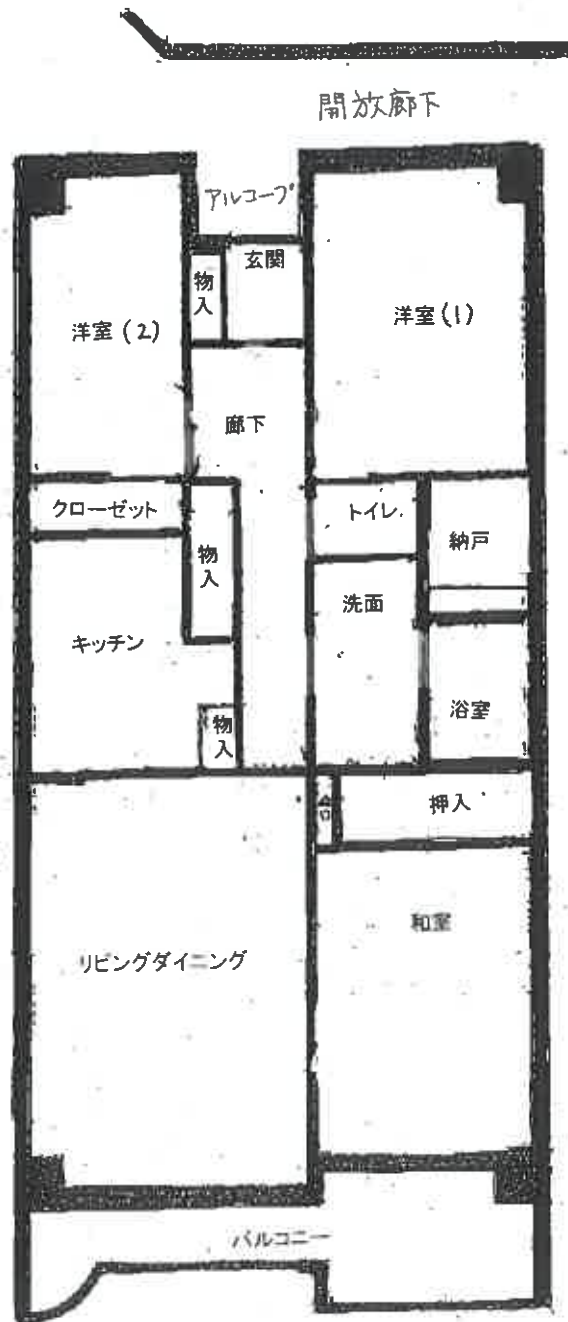 開放廊下
アルコーブ
玄関
物入
洋室(2)
洋室(1)
廊下
クローゼット
トイレ
納戸
物入
洗面
キッチン
浴室
物入
押入
和室
リビングダイニング
バルコニー